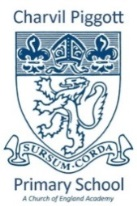 Charvil Piggott
SURSUM·CORDA
Primary School
A Church of England Academy